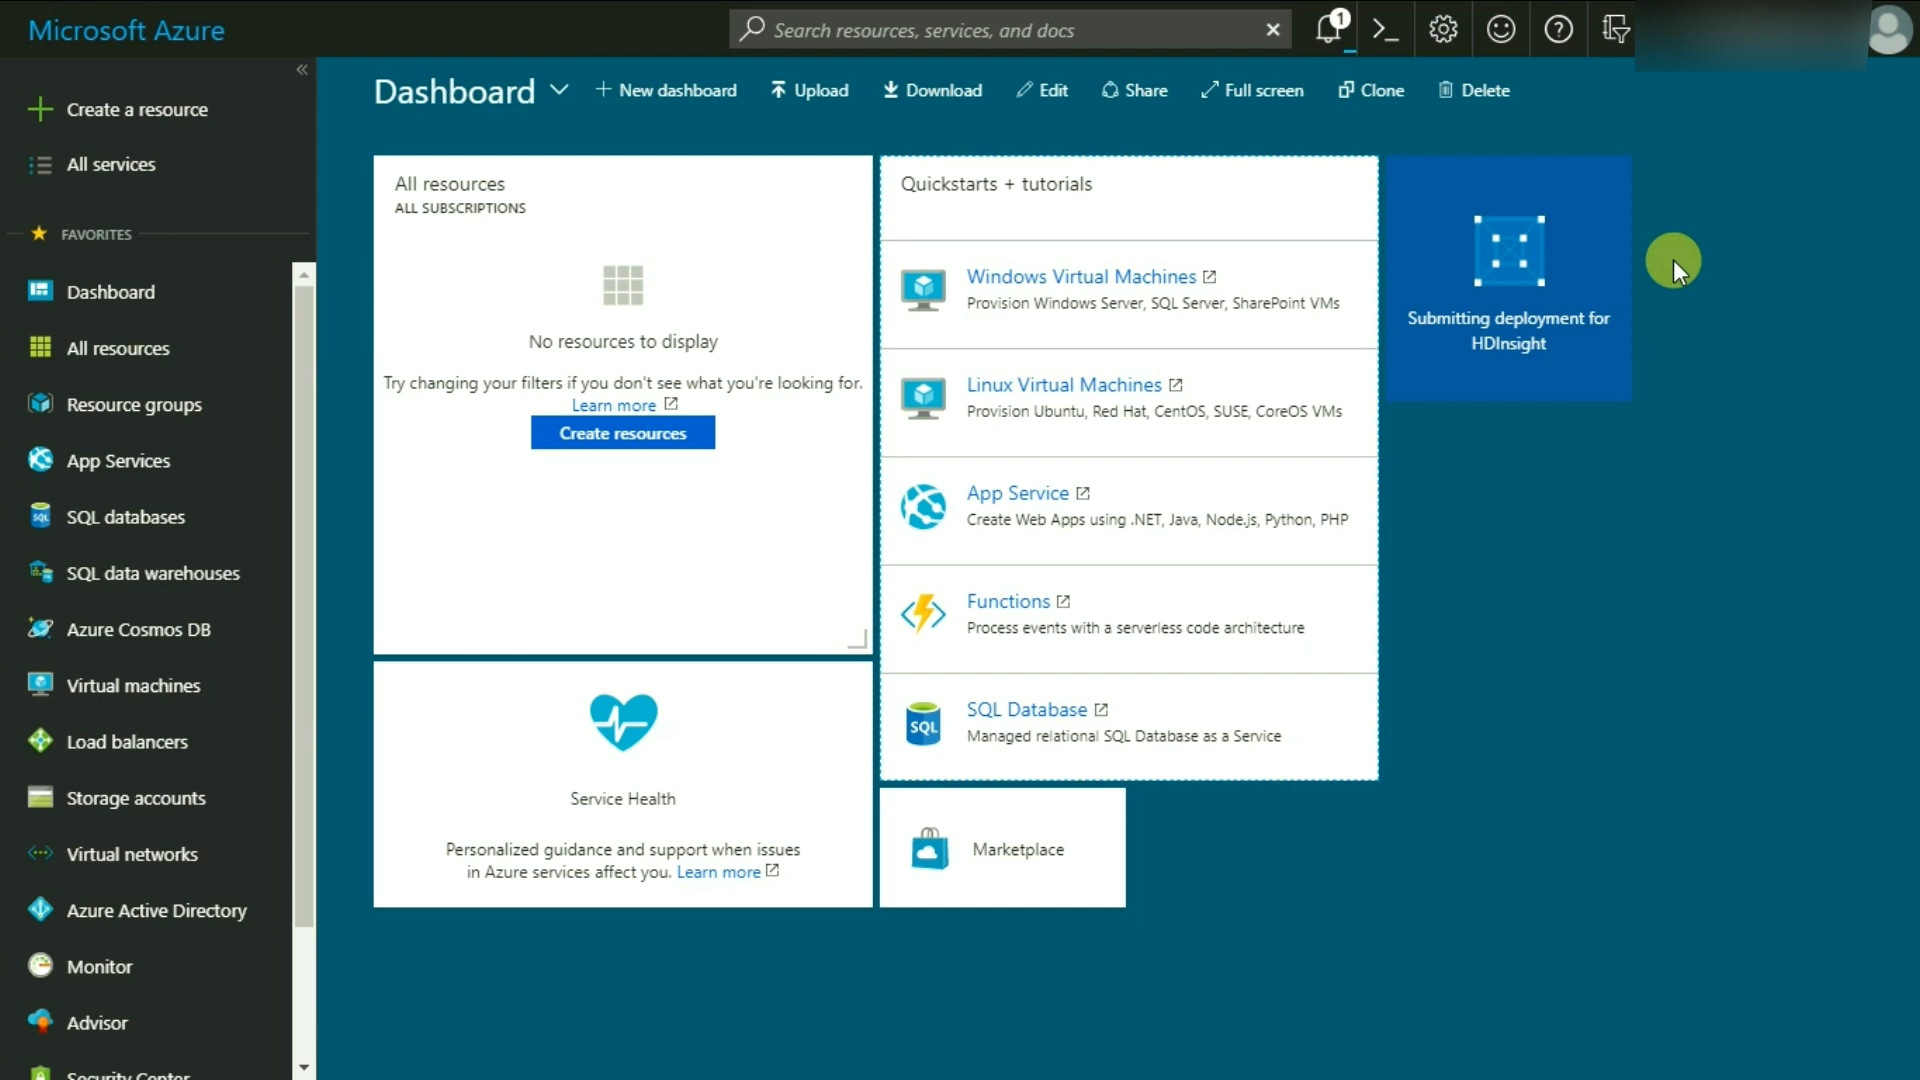 Microsoft Azure
Search resources, services, and docs
1
Create a resource
All services
FAVORITES
Dashboard
All resources
Resource groups
App Services
SQL databases
SQL data warehouses
Azure Cosmos DB
Virtual machines
Load balancers
Storage accounts
Virtual networks
Azure Active Directory
Monitor
Advisor
Security Center
Dashboard
New dashboard
Upload
Download
Edit
Share
Full screen
Clone
Delete
All resources
ALL SUBSCRIPTIONS
No resources to display
Try changing your filters if you don't see what you're looking for.
Learn more
Create resources
Service Health
Personalized guidance and support when issues
in Azure services affect you. Learn more
Quickstarts + tutorials
Windows Virtual Machines
Provision Windows Server, SQL Server, SharePoint VMs
Linux Virtual Machines
Provision Ubuntu, Red Hat, CentOS, SUSE, CoreOS VMs
App Service
Create Web Apps using .NET, Java, Node.js, Python, PHP
Functions
Process events with a serverless code architecture
SQL
SQL Database
Managed relational SQL Database as a Service
Marketplace
Submitting deployment for
HDInsight